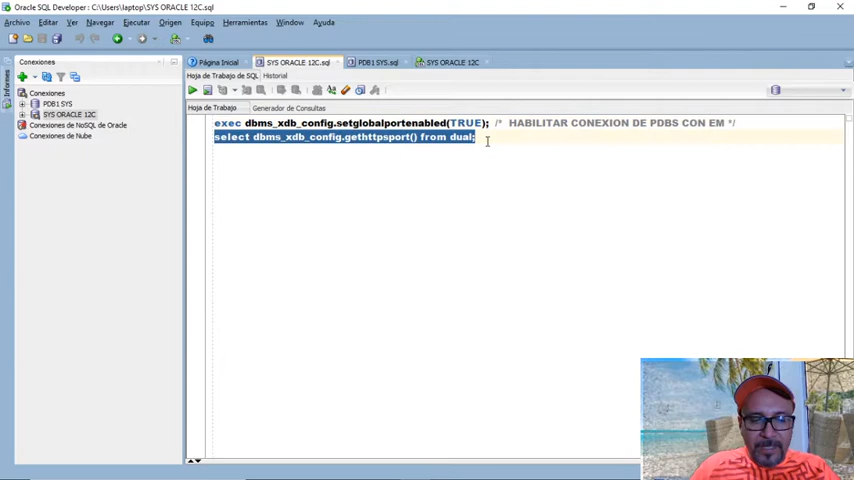 Oracle SQL Developer : C:\Users\laptop\SYS ORACLE 12C.sql
Archivo Editar Ver Navegar Ejecutar Origen Equipo Herramientas Window Ayuda
Informes
Conexiones
Conexiones
PDB1 SYS
SYS ORACLE 12C
Conexiones de NoSQL de Oracle
Conexiones de Nube
Página Inicial SYS ORACLE 12C.sql PDB1 SYS.sql SYS ORACLE 12C
Hoja de Trabajo de SQL Historial
Hoja de Trabajo Generador de Consultas
exec dbms_xdb_config.setglobalportenabled(TRUE); /* HABILITAR CONEXION DE PDBS CON EM */
select dbms_xdb_config.gethttpsport() from dual;